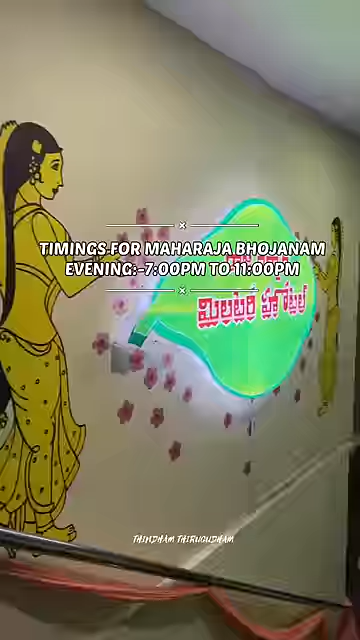 TIMINGS FOR MAHARAJA BHOJANAM
EVENING:-7:00PM TO 11:00PM
మిలటరి హోటల్
THINDHAM THIRUGUDHAM